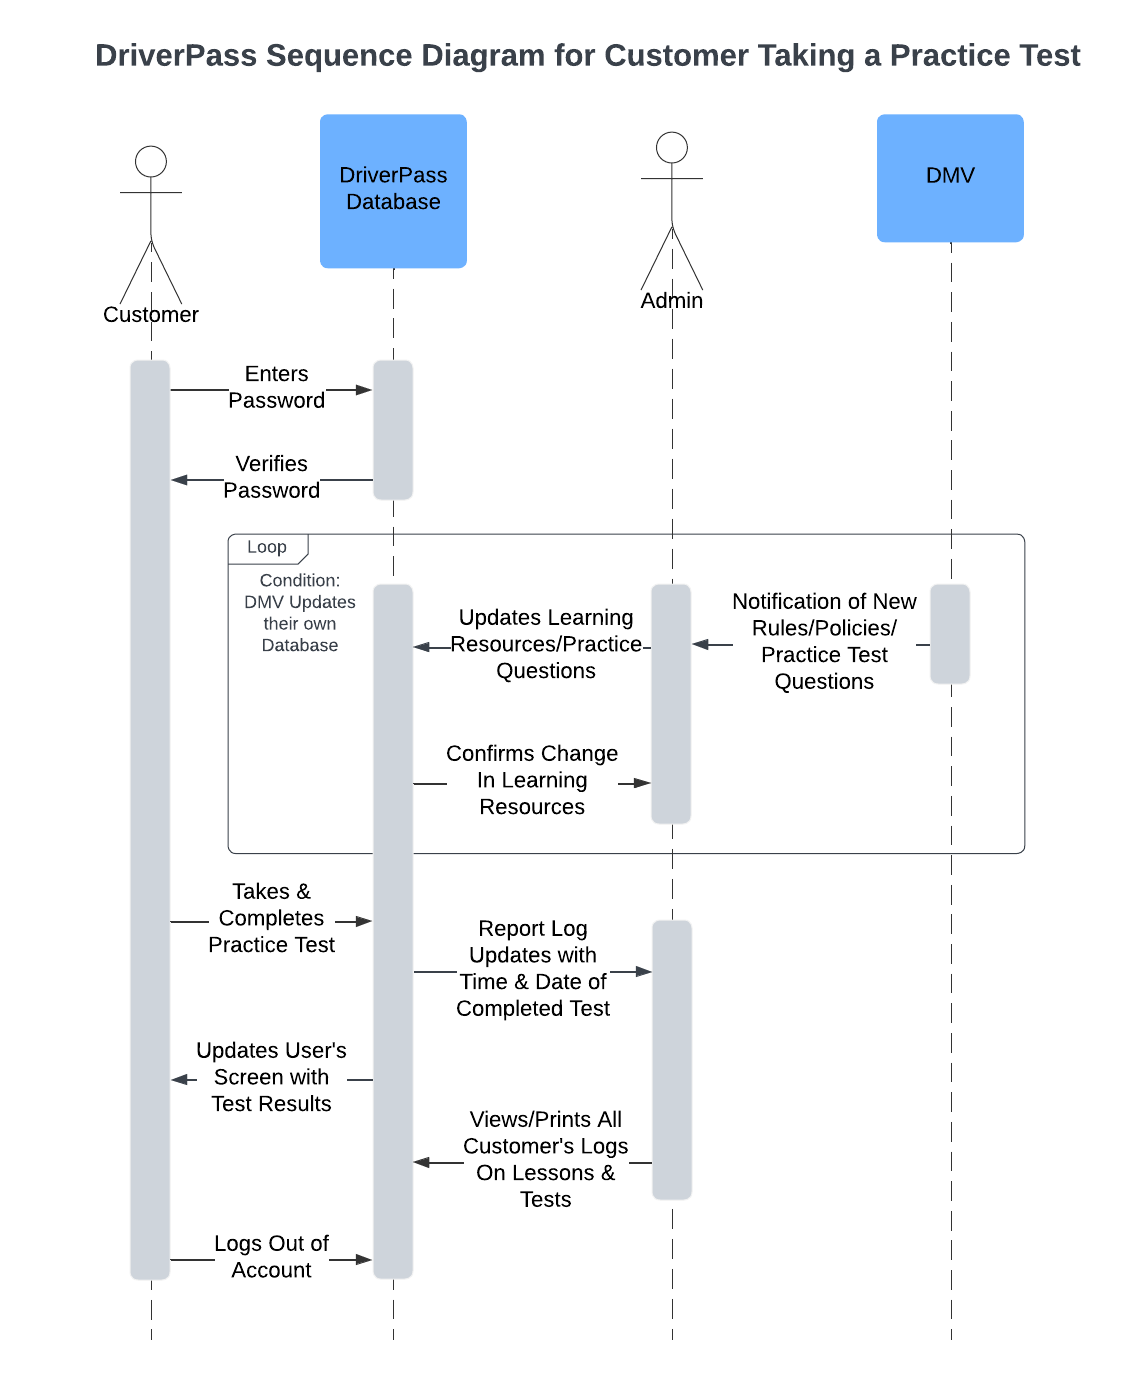 DriverPass Sequence Diagram for Customer Taking a Practice Test
DriverPass
Database
DMV
Customer
Admin
Enters
Password
Verifies
Password
Loop
Condition:
DMV Updates
their own
Database
Updates Learning
Resources/Practice
Questions
Notification of New
Rules/Policies/
Practice Test
Questions
Confirms Change
In Learning
Resources
Takes &
Completes
Practice Test
Report Log
Updates with
Time & Date of
Completed Test
Updates User's
Screen with
Test Results
Views/Prints All
Customer's Logs
On Lessons &
Tests
Logs Out of
Account